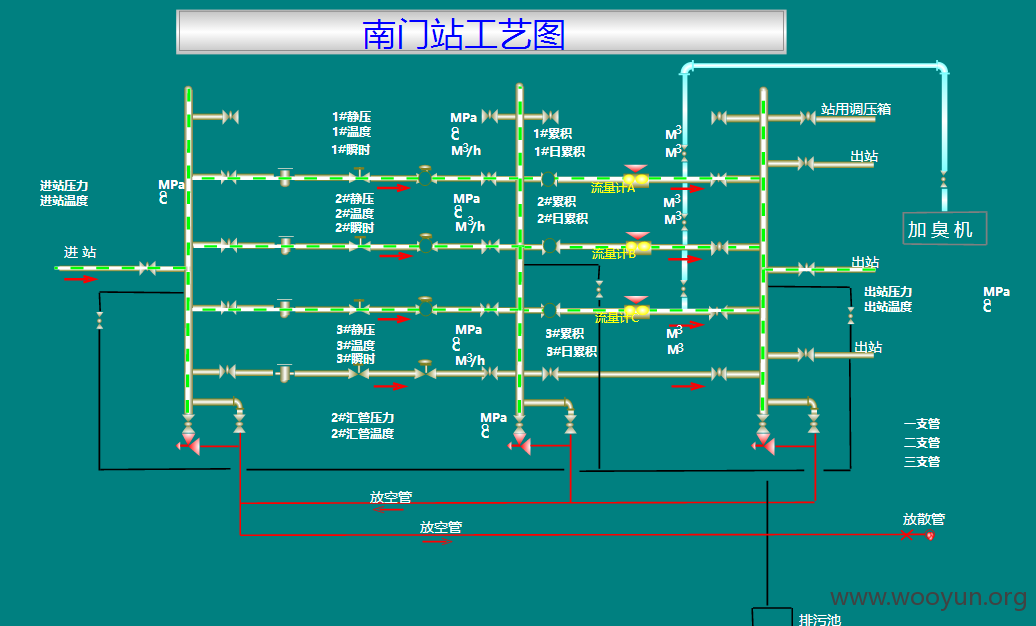 南门站工艺图
站用调压箱
1#静压 MPa
1#温度 ℃
1#瞬时 M³/h
1#累积 M³
1#日累积 M³
出站
进站压力 MPa
进站温度 ℃
流量计A
2#静压 MPa
2#温度 ℃
2#瞬时 M³/h
2#累积 M³
2#日累积 M³
加臭机
进 站
流量计B
出站
出站压力 MPa
出站温度 ℃
流量计C
3#静压 MPa
3#温度 ℃
3#瞬时 M³/h
3#累积 M³
3#日累积 M³
出站
2#汇管压力 MPa
2#汇管温度 ℃
一支管
二支管
三支管
放空管
放空管
放散管
www.wooyun.org
排污池